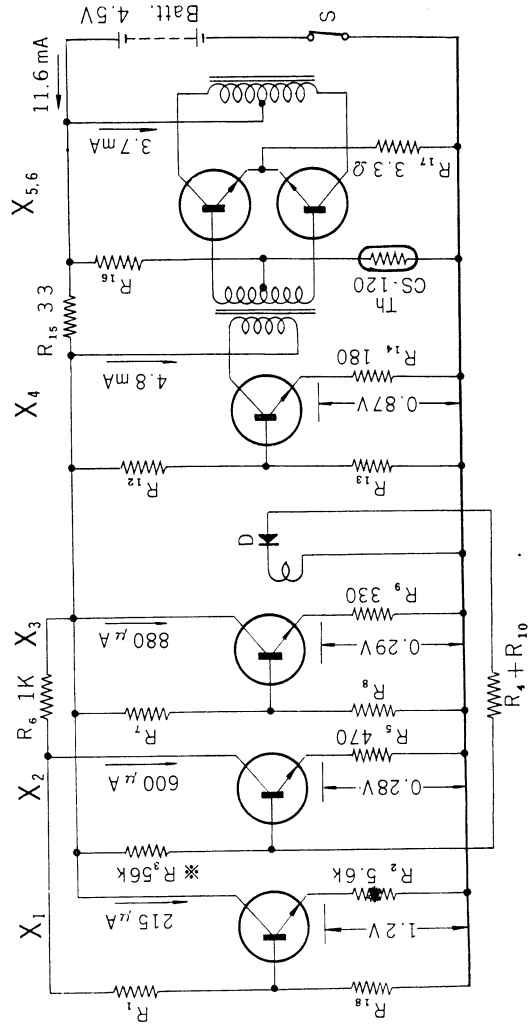 X₁
X₂
X₃
X₄
X₅,₆
R₆ 1K
R₁₅ 33
11.6mA
Batt. 4.5V
S
215μA
600μA
880μA
4.8mA
3.7mA
R₁
※ R₃56k
R₇
R₁₂
R₁₆
D
Th
CS-120
R₁₇ 3.3Ω
R₁₈
R₂ 5.6k
R₅ 470
R₈
R₉ 330
R₁₃
R₁₄ 180
1.2V
0.28V
0.29V
0.87V
R₄+R₁₀